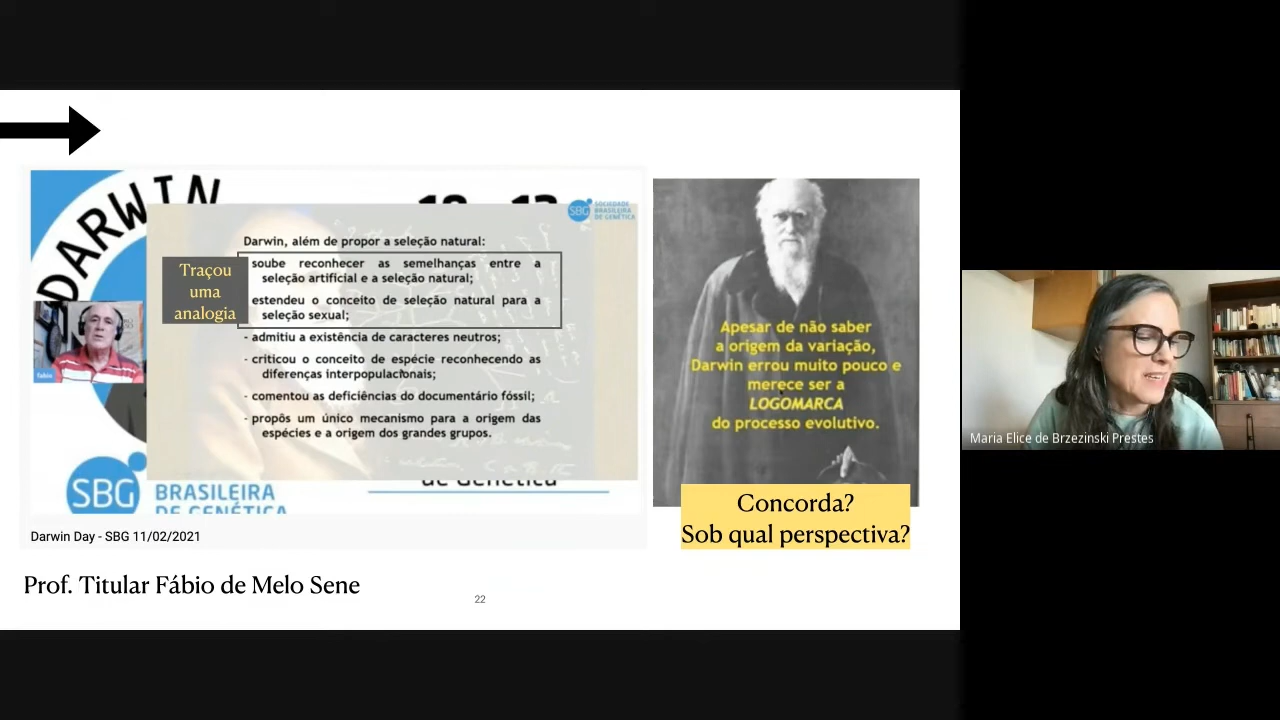 DARWIN
SBG
SOCIEDADE
BRASILEIRA
DE GENÉTICA
Darwin, além de propor a seleção natural:
soube reconhecer as semelhanças entre a
seleção artificial e a seleção natural;
estendeu o conceito de seleção natural para a
seleção sexual;
- admitiu a existência de caracteres neutros;
- criticou o conceito de espécie reconhecendo as
diferenças interpopulacionais;
- comentou as deficiências do documentário fóssil;
- propôs um único mecanismo para a origem das
espécies e a origem dos grandes grupos.
Traçou
uma
analogia
fabio
SBG
BRASILEIRA
DE GENÉTICA
de Genética
Darwin Day - SBG 11/02/2021
Prof. Titular Fábio de Melo Sene
22
Apesar de não saber
a origem da variação,
Darwin errou muito pouco e
merece ser a
LOGOMARCA
do processo evolutivo.
Concorda?
Sob qual perspectiva?
Maria Elice de Brzezinski Prestes